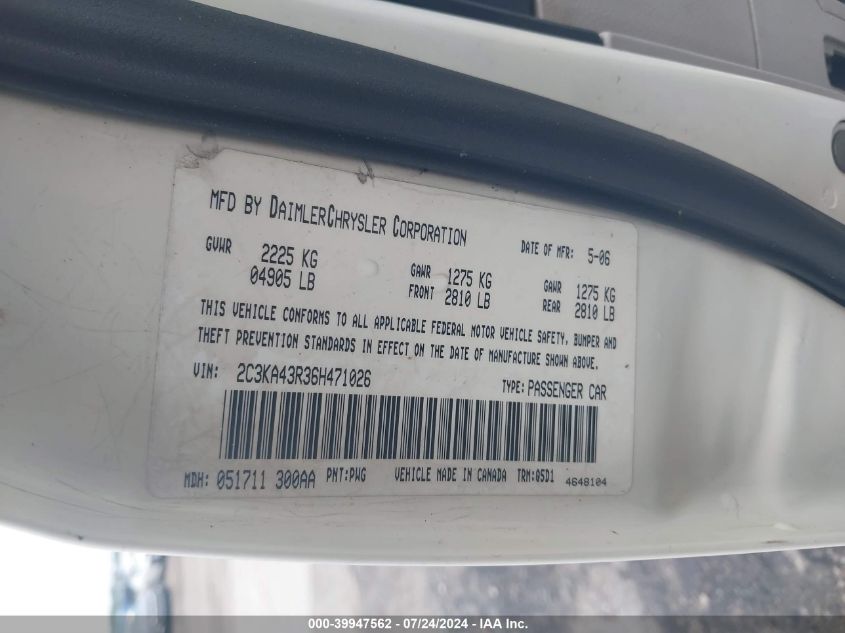 MFD BY DAIMLERCHRYSLER CORPORATION
DATE OF MFR: 5-06
GVWR 2225 KG
04905 LB
GAWR FRONT 1275 KG
2810 LB
GAWR REAR 1275 KG
2810 LB
THIS VEHICLE CONFORMS TO ALL APPLICABLE FEDERAL MOTOR VEHICLE SAFETY, BUMPER AND
THEFT PREVENTION STANDARDS IN EFFECT ON THE DATE OF MANUFACTURE SHOWN ABOVE.
VIN: 2C3KA43R36H471026
TYPE: PASSENGER CAR
MDH: 051711 300AA PNT: PWG VEHICLE MADE IN CANADA TRM: 05D1 4648104
000-39947562 - 07/24/2024 - IAA Inc.